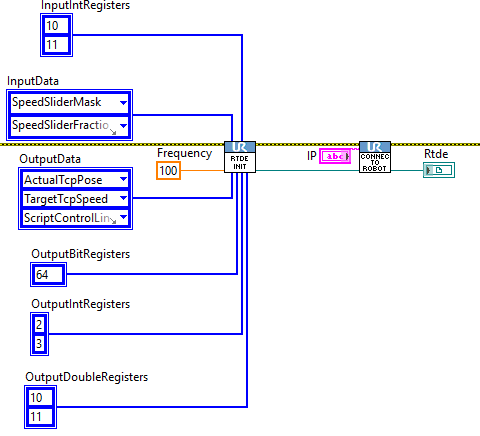 InputIntRegisters
10
11
InputData
SpeedSliderMask
SpeedSliderFractio
OutputData
ActualTcpPose
TargetTcpSpeed
ScriptControlLin
Frequency
100
UR
RTDE
INIT
IP
abc
UR
CONNEC
TO
ROBOT
Rtde
OutputBitRegisters
64
OutputIntRegisters
2
3
OutputDoubleRegisters
10
11